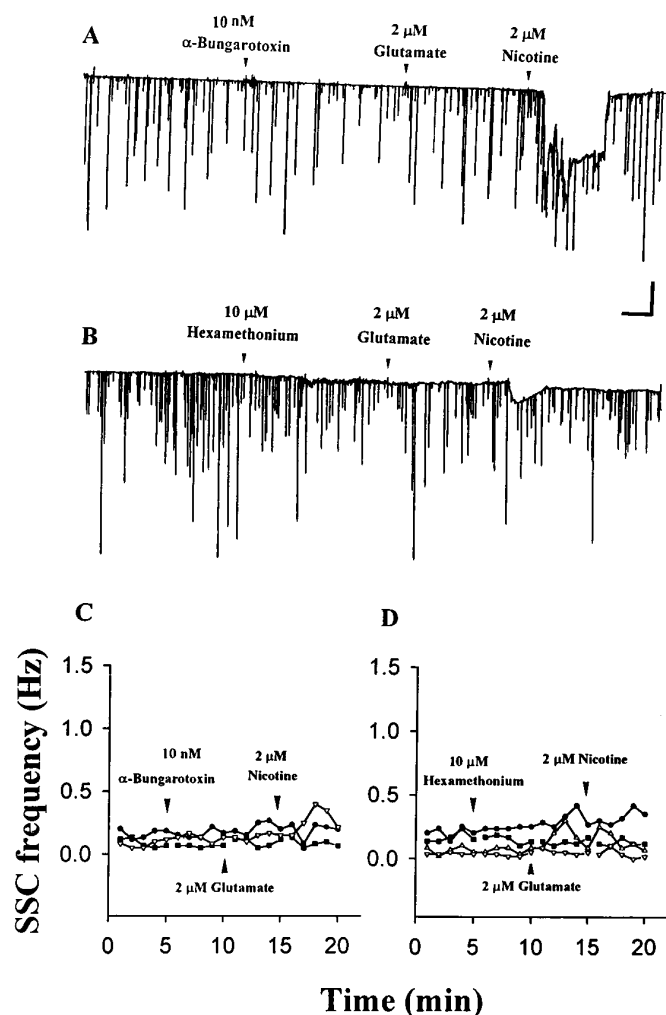 A
10 nM
α-Bungarotoxin
2 μM
Glutamate
2 μM
Nicotine
B
10 μM
Hexamethonium
2 μM
Glutamate
2 μM
Nicotine
C
D
SSC frequency (Hz)
1.5
1.0
0.5
0.0
10 nM
α-Bungarotoxin
2 μM
Nicotine
2 μM Glutamate
0 5 10 15 20
1.5
1.0
0.5
0.0
10 μM
Hexamethonium
2 μM Nicotine
2 μM Glutamate
0 5 10 15 20
Time (min)